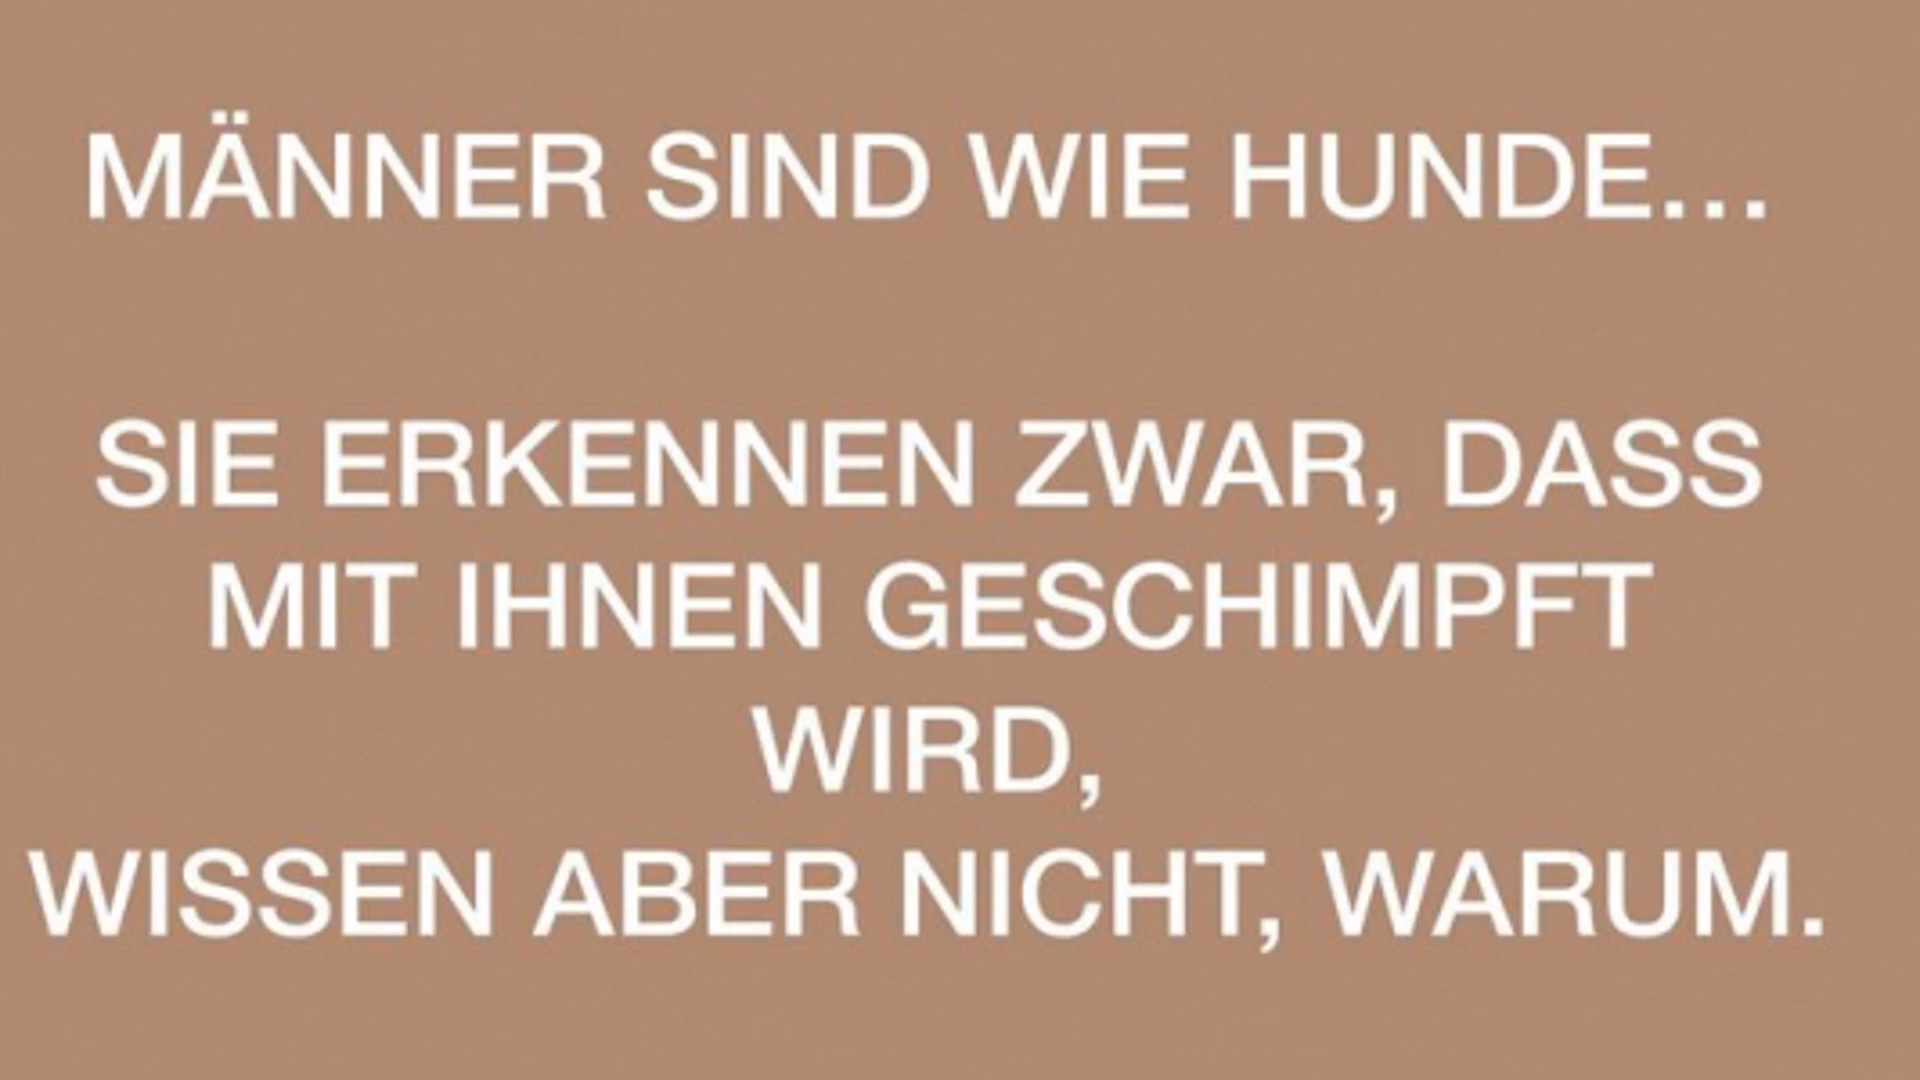 MÄNNER SIND WIE HUNDE...
SIE ERKENNEN ZWAR, DASS
MIT IHNEN GESCHIMPFT
WIRD,
WISSEN ABER NICHT, WARUM.